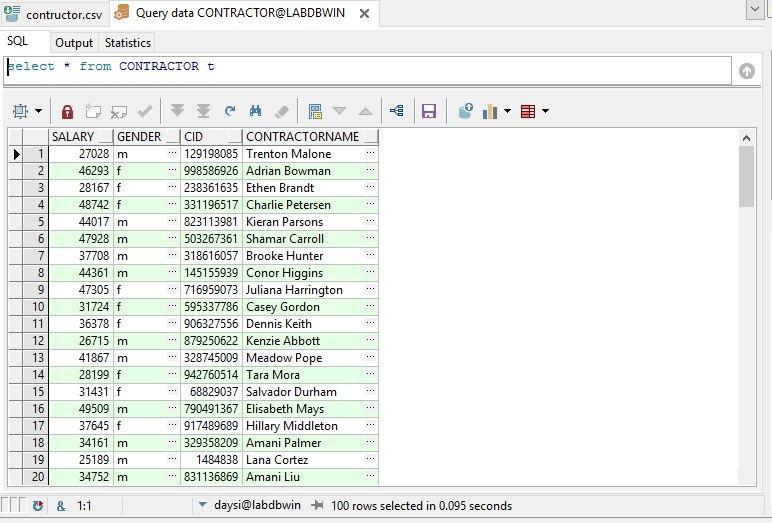 contructor.csv Query data CONTRACTOR@LABDBWIN
SQL Output Statistics
select * from CONTRACTOR t
SALARY GENDER CID CONTRACTORNAME
1 27028 m ... 129198085 Trenton Malone ...
2 46293 f ... 998586926 Adrian Bowman ...
3 28167 f ... 238361635 Ethen Brandt ...
4 48742 f ... 331196517 Charlie Petersen ...
5 44017 m ... 823113981 Kieran Parsons ...
6 47928 m ... 503267361 Shamar Carroll ...
7 37708 m ... 318616057 Brooke Hunter ...
8 44361 m ... 145155939 Conor Higgins ...
9 47305 f ... 716959073 Juliana Harrington ...
10 31724 f ... 595337786 Casey Gordon ...
11 36378 f ... 906327556 Dennis Keith ...
12 26715 m ... 879250622 Kenzie Abbott ...
13 41867 m ... 328745009 Meadow Pope ...
14 28199 f ... 942760514 Tara Mora ...
15 31431 f ... 68829037 Salvador Durham ...
16 49509 m ... 790491367 Elisabeth Mays ...
17 37645 f ... 917489689 Hillary Middleton ...
18 34161 m ... 329358209 Amani Palmer ...
19 25189 m ... 1484838 Lana Cortez ...
20 34752 m ... 831136869 Amani Liu ...
& 1:1 daysi@labdbwin 100 rows selected in 0.095 seconds